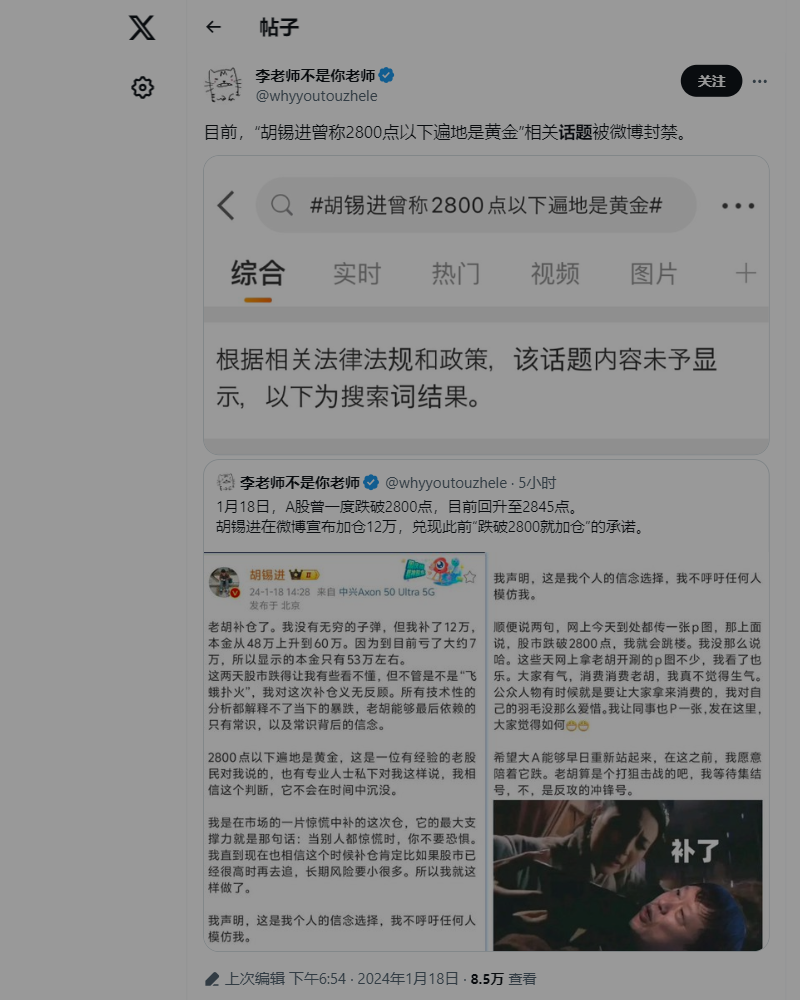 帖子
李老师不是你老师
@whyyoutouzhele
关注
目前，“胡锡进曾称2800点以下遍地是黄金”相关话题被微博封禁。
#胡锡进曾称2800点以下遍地是黄金#
综合 实时 热门 视频 图片
根据相关法律法规和政策，该话题内容未予显
示，以下为搜索词结果。
李老师不是你老师 @whyyoutouzhele · 5小时
1月18日，A股曾一度跌破2800点，目前回升至2845点。
胡锡进在微博宣布加仓12万，兑现此前“跌破2800就加仓”的承诺。
胡锡进
24-1-18 14:28 来自 中兴Axon 50 Ultra 5G
发布于 北京
老胡补仓了。我没有无穷的子弹，但我补了12万，
本金从48万上升到60万。因为到目前亏了大约7
万，所以显示的本金只有53万左右。
这两天股市跌得让我有些看不懂，但不管是不是“飞
蛾扑火”，我对这次补仓义无反顾。所有技术性的
分析都解释不了当下的暴跌，老胡能够最后依赖的
只有常识，以及常识背后的信念。
2800点以下遍地是黄金，这是一位有经验的老股
民对我说的，也有专业人士私下对我这样说，我相
信这个判断，它不会在时间中沉没。
我是在市场的一片惊慌中补的这次仓，它的最大支
撑力就是那句话：当别人都惊慌时，你不要恐惧。
我直到现在也相信这个时候补仓肯定比如果股市已
经很高时再去追，长期风险要小很多。所以我就这
样做了。
我声明，这是我个人的信念选择，我不呼吁任何人
模仿我。
我声明，这是我个人的信念选择，我不呼吁任何人
模仿我。
顺便说两句，网上今天到处都传一张p图，那上面
说，股市跌破2800点，我就会跳楼。我没那么说
哈。这些天网上拿老胡开涮的p图不少，我看了也
乐。大家有气，消费消费老胡，我真不觉得生气。
公众人物有时候就是要让大家拿来消费的，我对自
己的羽毛没那么爱惜。我让同事也P一张，发在这里，
大家觉得如何😁😁
希望大A能够早日重新站起来，在这之前，我愿意
陪着它跌。老胡算是个打狙击战的吧，我等待集结
号，不，是反攻的冲锋号。
补了
上次编辑 下午6:54 · 2024年1月18日 · 8.5万 查看